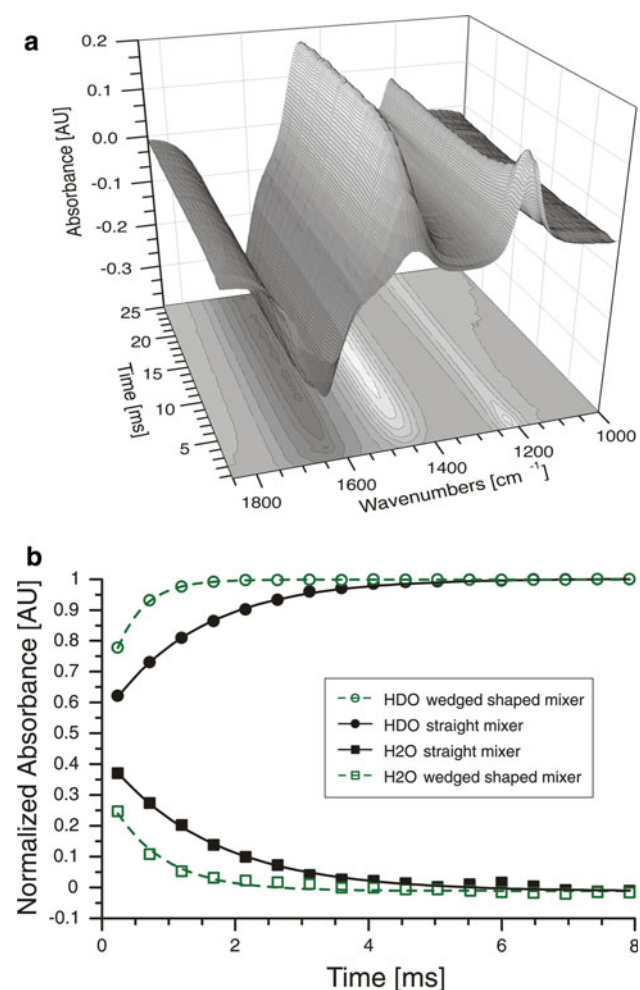 a
Absorbance [AU]
0.2
0.1
0.0
-0.1
-0.2
-0.3
Time [ms]
25
20
15
10
5
1800
1600
1400
1200
1000
Wavenumbers [cm⁻¹]
b
Normalized Absorbance [AU]
1
0.9
0.8
0.7
0.6
0.5
0.4
0.3
0.2
0.1
0
-0.1
HDO wedged shaped mixer
HDO straight mixer
H2O straight mixer
H2O wedged shaped mixer
0 2 4 6 8
Time [ms]